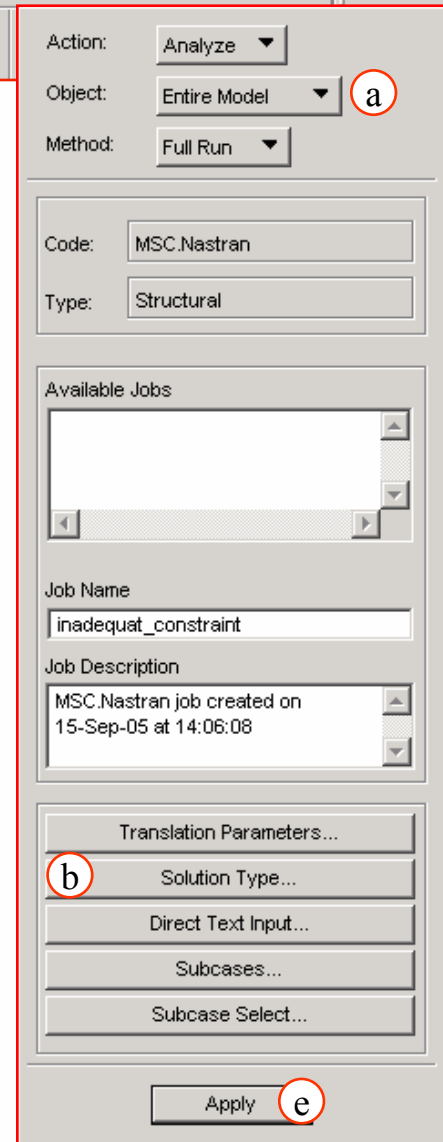 Action: Analyze
Object: Entire Model a
Method: Full Run
Code: MSC.Nastran
Type: Structural
Available Jobs
Job Name
inadequat_constraint
Job Description
MSC.Nastran job created on
15-Sep-05 at 14:06:08
Translation Parameters...
b Solution Type...
Direct Text Input...
Subcases...
Subcase Select...
Apply e